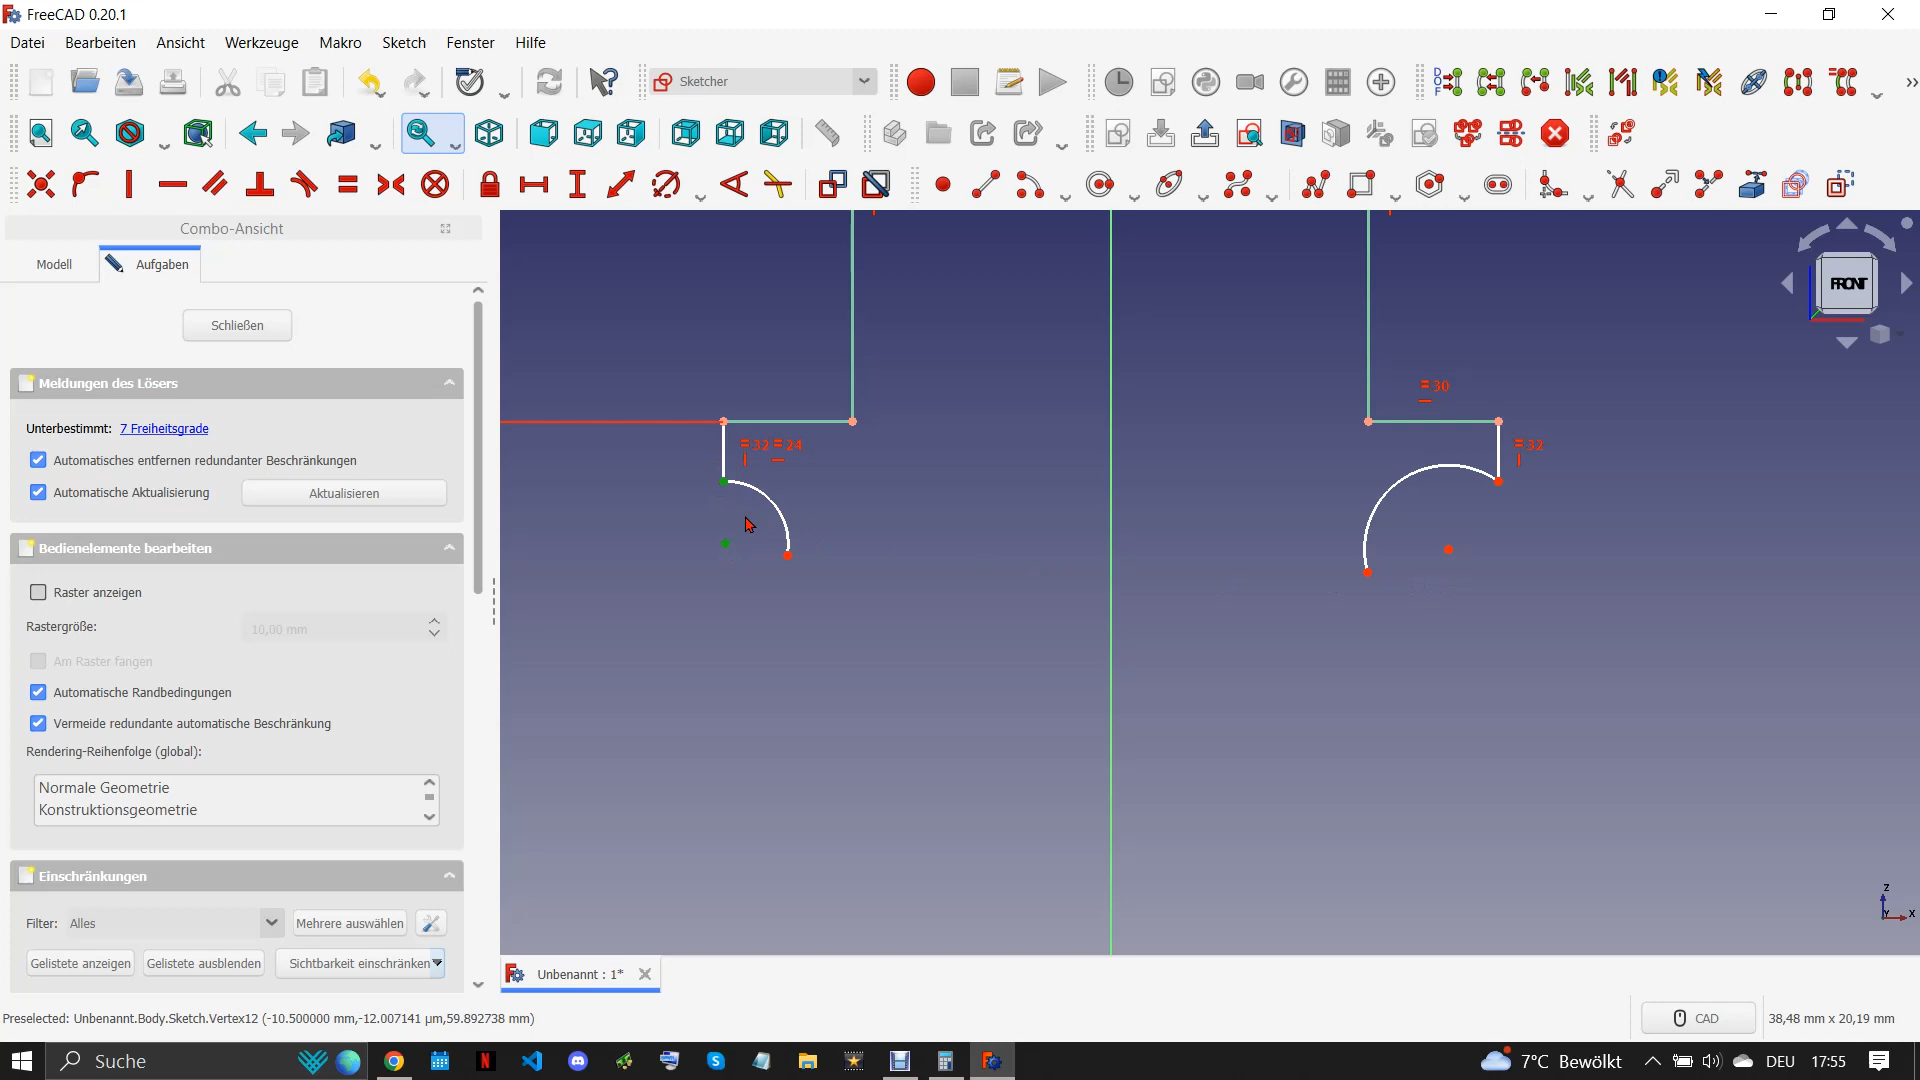 FreeCAD 0.20.1
Datei Bearbeiten Ansicht Werkzeuge Makro Sketch Fenster Hilfe
Sketcher
Combo-Ansicht
Modell Aufgaben
Schließen
Meldungen des Lösers
Unterbestimmt: 7 Freiheitsgrade
Automatisches entfernen redundanter Beschränkungen
Automatische Aktualisierung Aktualisieren
Bedienelemente bearbeiten
Raster anzeigen
Rastergröße: 10,00 mm
Am Raster fangen
Automatische Randbedingungen
Vermeide redundante automatische Beschränkung
Rendering-Reihenfolge (global):
Normale Geometrie
Konstruktionsgeometrie
Einschränkungen
Filter: Alles Mehrere auswählen
Gelistete anzeigen Gelistete ausblenden Sichtbarkeit einschränken
30
32 24
32
FRONT
Z
Y X
Unbenannt : 1*
Preselected: Unbenannt.Body.Sketch.Vertex12 (-10.500000 mm,-12.007141 µm,59.892738 mm)
CAD 38,48 mm x 20,19 mm
Suche
7°C Bewölkt DEU 17:55